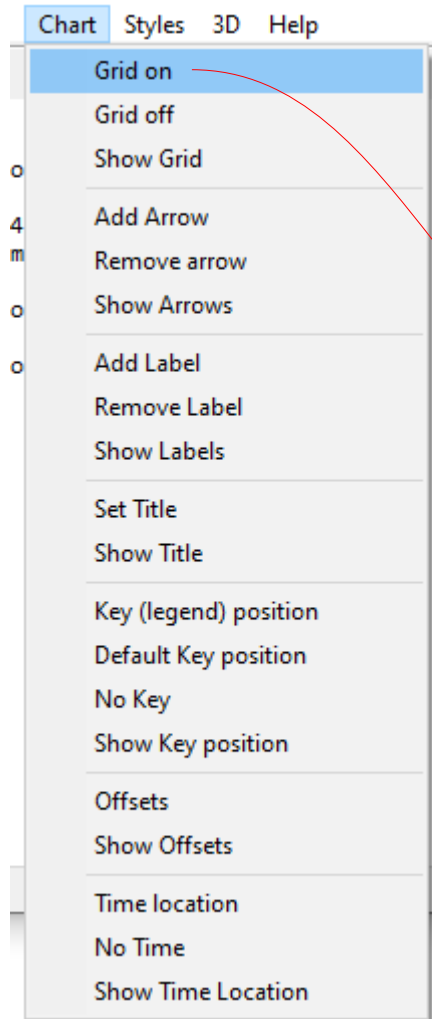 Chart Styles 3D Help
Grid on
Grid off
Show Grid
o
Add Arrow
4
Remove arrow
m
Show Arrows
o
Add Label
o
Remove Label
Show Labels
Set Title
Show Title
Key (legend) position
Default Key position
No Key
Show Key position
Offsets
Show Offsets
Time location
No Time
Show Time Location